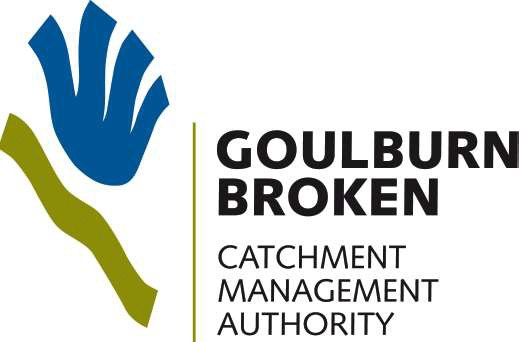 GOULBURN
BROKEN
CATCHMENT
MANAGEMENT
AUTHORITY